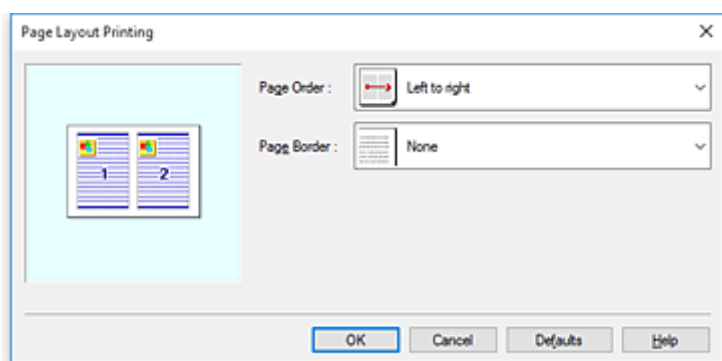 Page Layout Printing
Page Order :
Left to right
Page Border :
None
1 2
OK Cancel Defaults Help